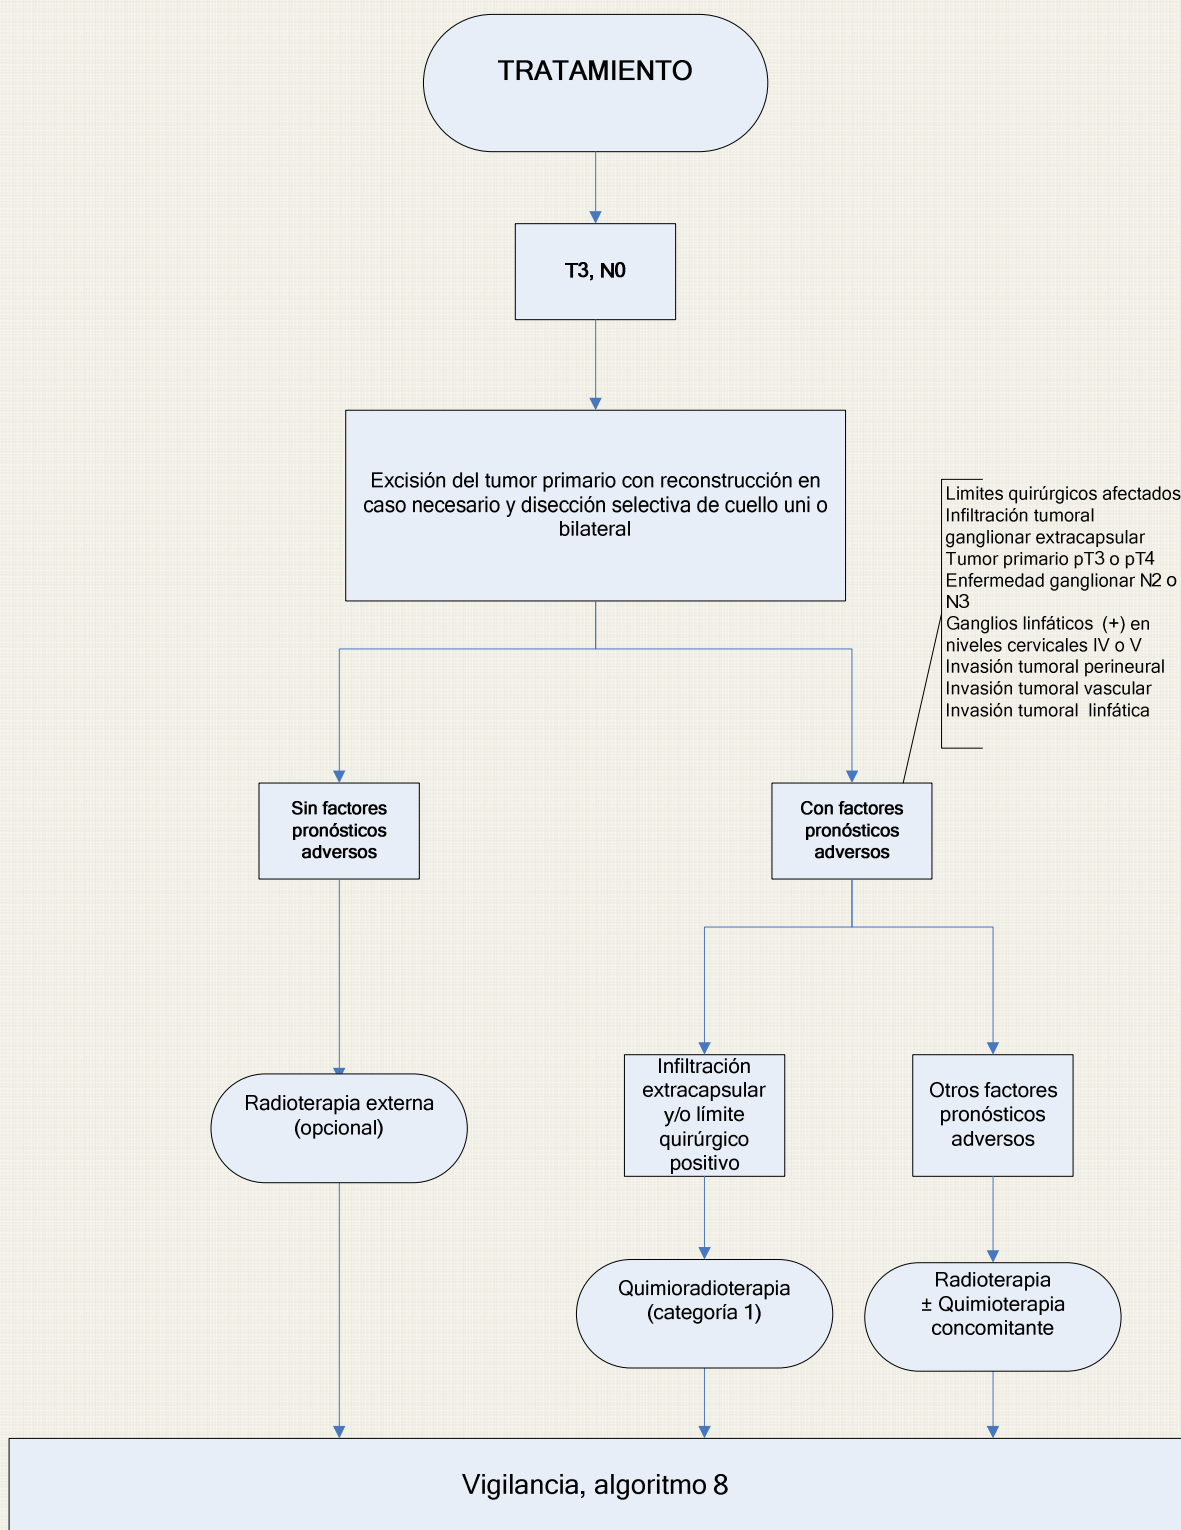 TRATAMIENTO
T3, N0
Excisión del tumor primario con reconstrucción en
caso necesario y disección selectiva de cuello uni o
bilateral
Limites quirúrgicos afectados
Infiltración tumoral
ganglionar extracapsular
Tumor primario pT3 o pT4
Enfermedad ganglionar N2 o
N3
Ganglios linfáticos (+) en
niveles cervicales IV o V
Invasión tumoral perineural
Invasión tumoral vascular
Invasión tumoral linfática
Sin factores
pronósticos
adversos
Con factores
pronósticos
adversos
Radioterapia externa
(opcional)
Infiltración
extracapsular
y/o límite
quirúrgico
positivo
Otros factores
pronósticos
adversos
Quimioradioterapia
(categoría 1)
Radioterapia
± Quimioterapia
concomitante
Vigilancia, algoritmo 8